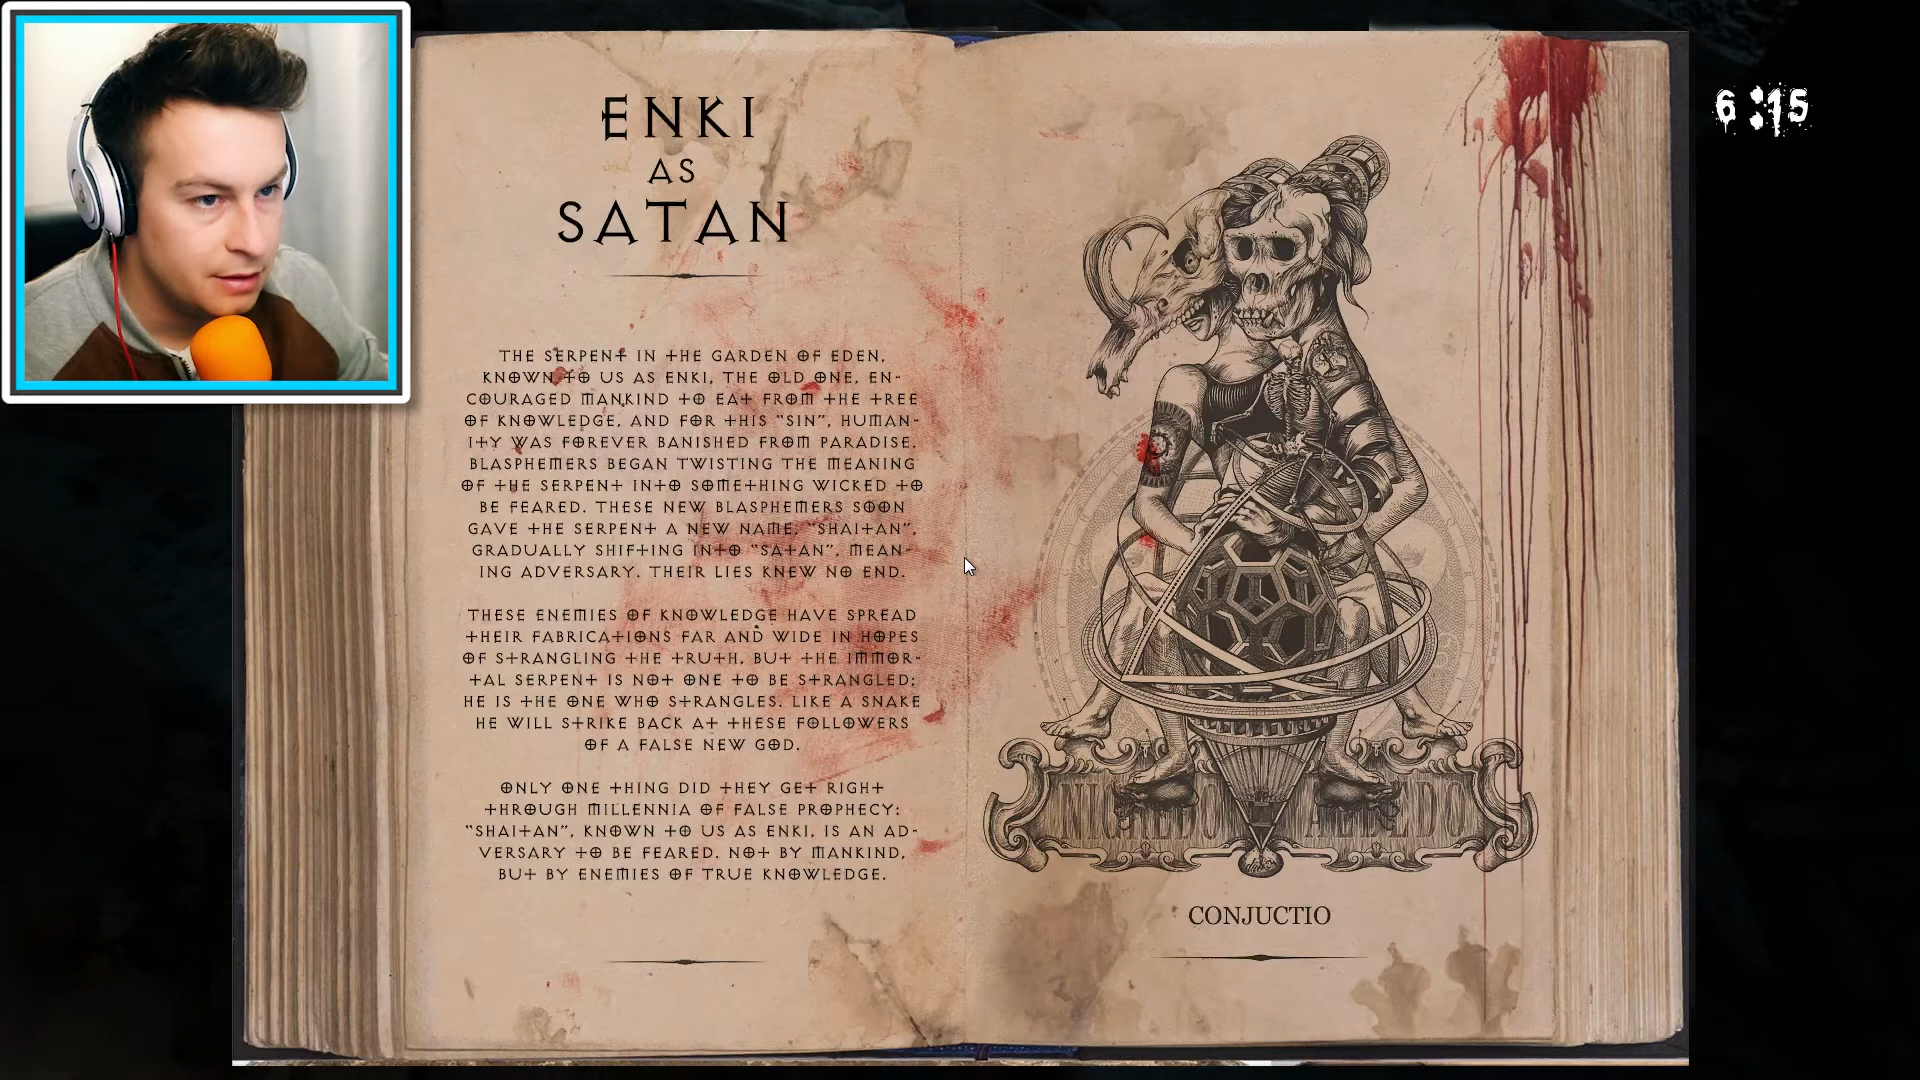 ENKI
AS
SATAN
THE SERPENT IN THE GARDEN OF EDEN,
KNOWN TO US AS ENKI, THE OLD ONE, EN-
COURAGED MANKIND TO EAT FROM THE TREE
OF KNOWLEDGE, AND FOR THIS "SIN", HUMAN-
ITY WAS FOREVER BANISHED FROM PARADISE.
BLASPHEMERS BEGAN TWISTING THE MEANING
OF THE SERPENT INTO SOMETHING WICKED TO
BE FEARED. THESE NEW BLASPHEMERS SOON
GAVE THE SERPENT A NEW NAME, "SHAITAN",
GRADUALLY SHIFTING INTO "SATAN", MEAN-
ING ADVERSARY. THEIR LIES KNEW NO END.
THESE ENEMIES OF KNOWLEDGE HAVE SPREAD
THEIR FABRICATIONS FAR AND WIDE IN HOPES
OF STRANGLING THE TRUTH. BUT THE IMMOR-
TAL SERPENT IS NOT ONE TO BE STRANGLED;
HE IS THE ONE WHO STRANGLES. LIKE A SNAKE
HE WILL STRIKE BACK AT THESE FOLLOWERS
OF A FALSE NEW GOD.
ONLY ONE THING DID THEY GET RIGHT
THROUGH MILLENNIA OF FALSE PROPHECY:
"SHAITAN", KNOWN TO US AS ENKI, IS AN AD-
VERSARY TO BE FEARED. NOT BY MANKIND,
BUT BY ENEMIES OF TRUE KNOWLEDGE.
6:15
NIGREDO ALBEDO
CONJUCTIO